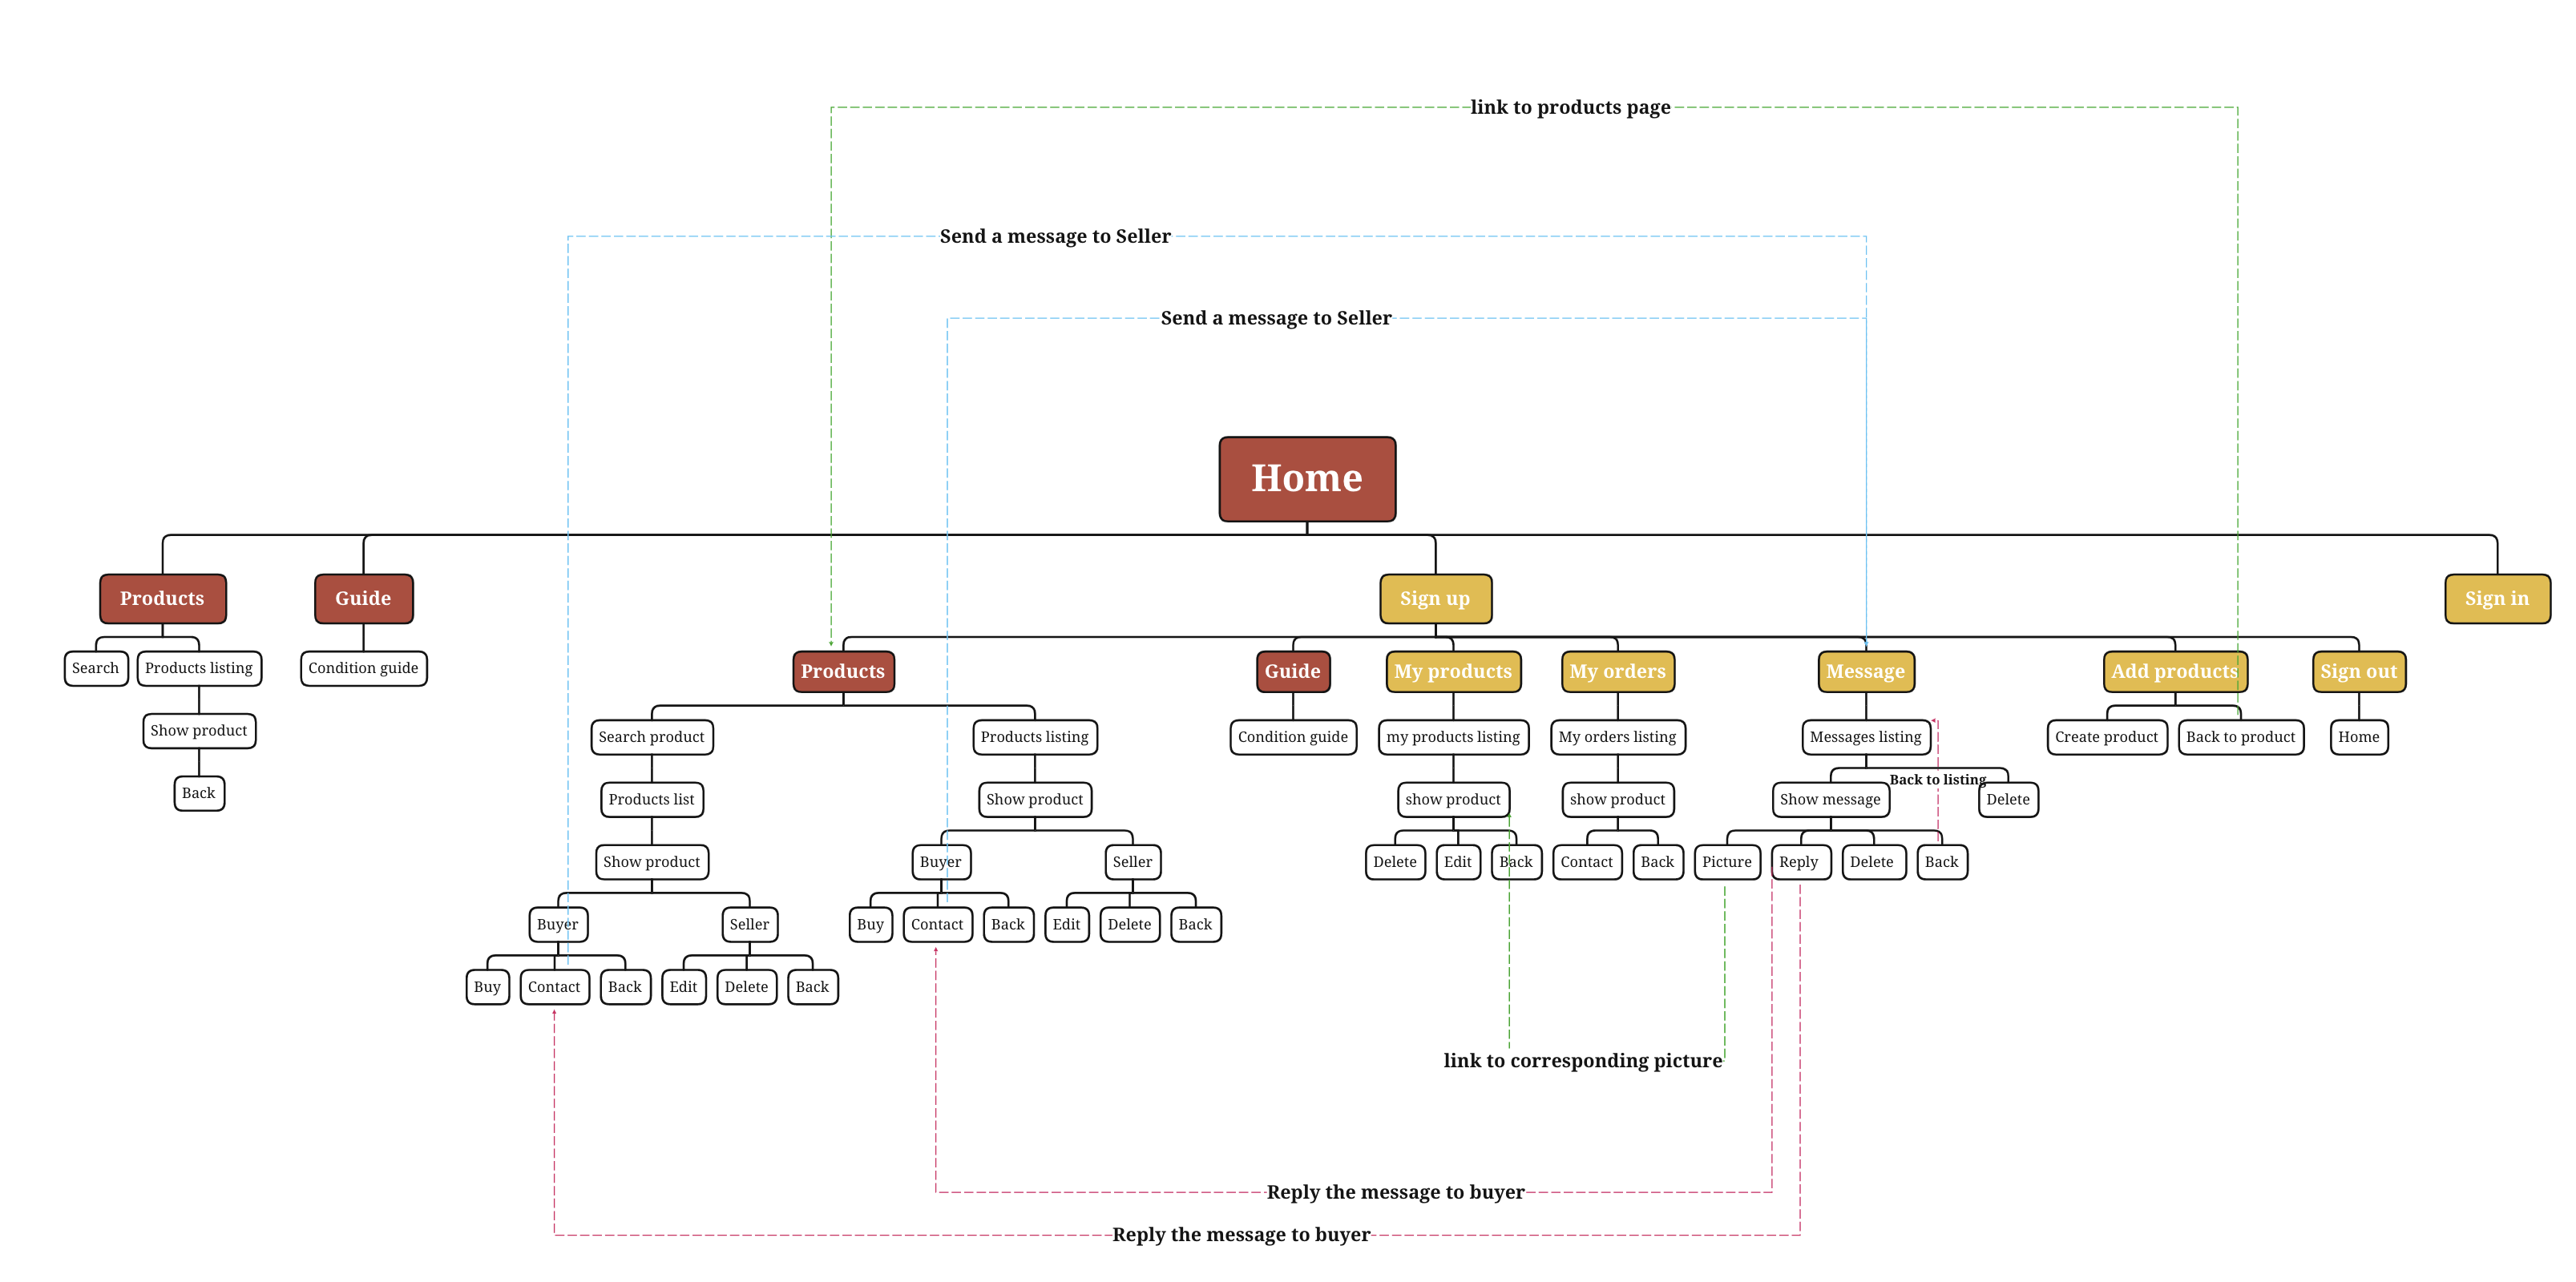 link to products page
Send a message to Seller
Send a message to Seller
Home
Products
Guide
Sign up
Sign in
Search
Products listing
Condition guide
Products
Guide
My products
My orders
Message
Add products
Sign out
Show product
Search product
Products listing
Condition guide
my products listing
My orders listing
Messages listing
Create product
Back to product
Home
Back to listing
Back
Products list
Show product
show product
show product
Show message
Delete
Show product
Buyer
Seller
Delete
Edit
Back
Contact
Back
Picture
Reply
Delete
Back
Buyer
Seller
Buy
Contact
Back
Edit
Delete
Back
Buy
Contact
Back
Edit
Delete
Back
link to corresponding picture
Reply the message to buyer
Reply the message to buyer